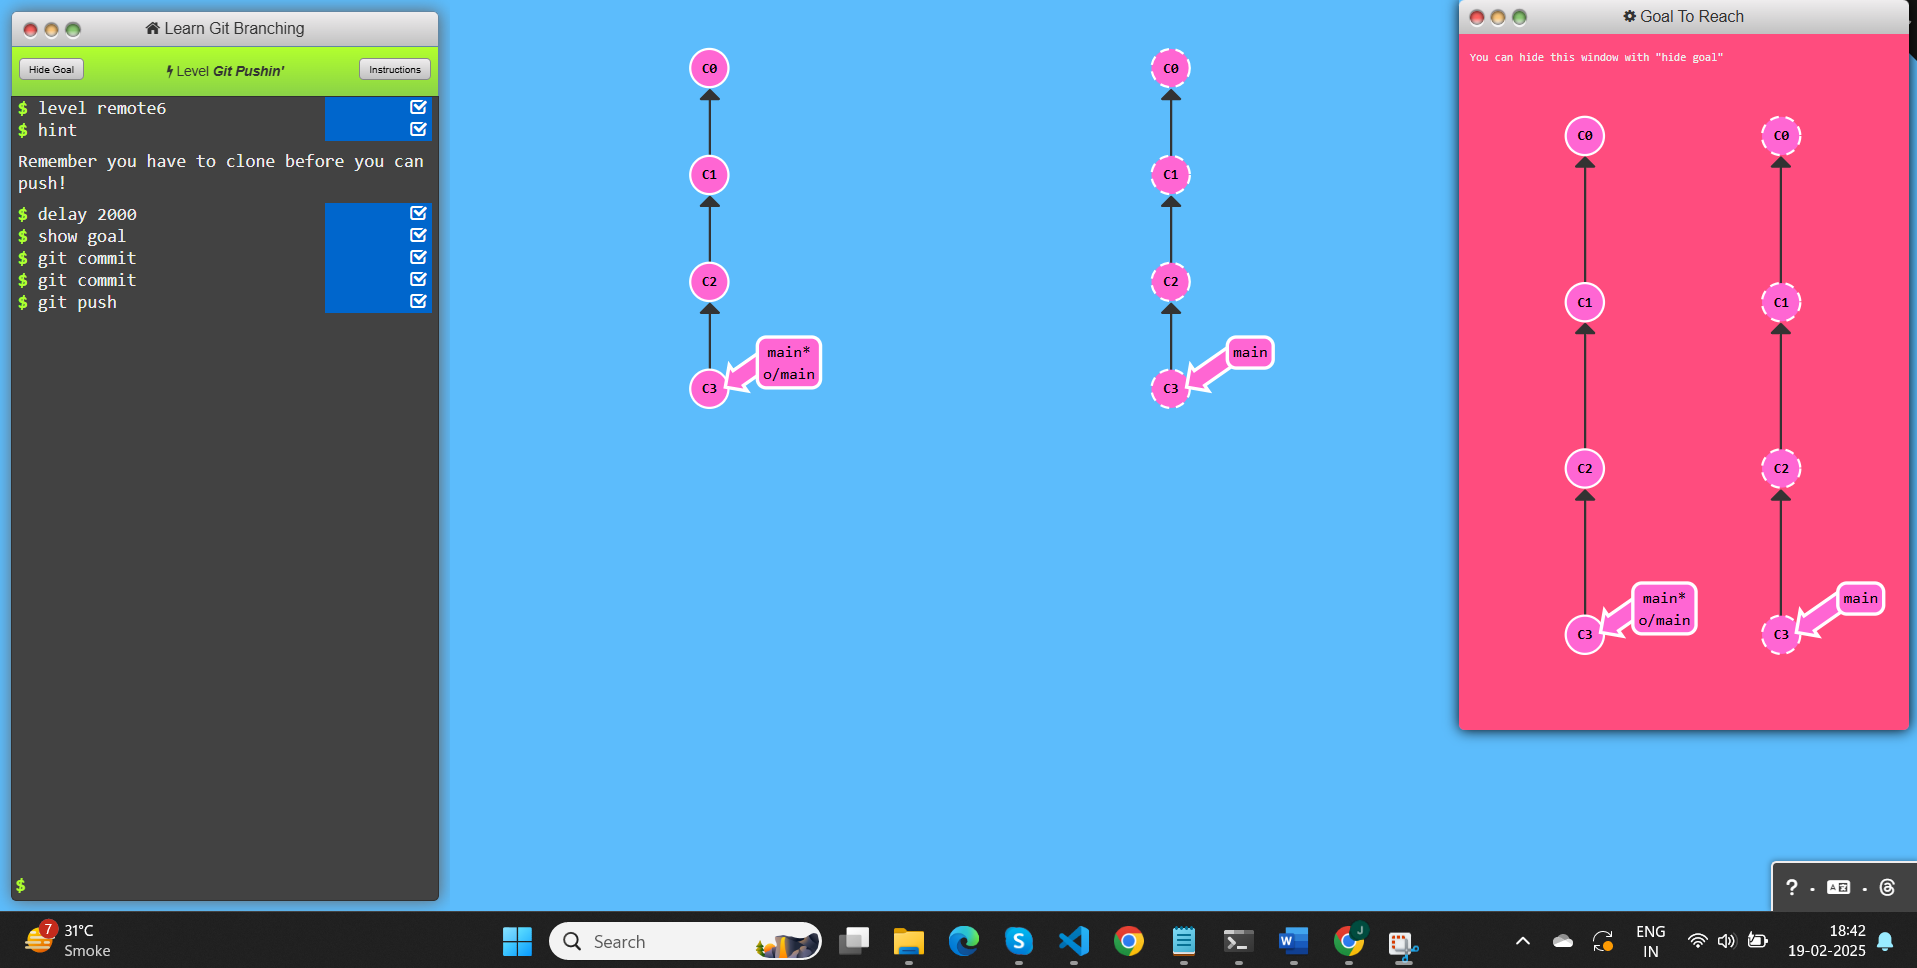 Learn Git Branching
Hide Goal
Level Git Pushin'
Instructions
$ level remote6
$ hint
Remember you have to clone before you can
push!
$ delay 2000
$ show goal
$ git commit
$ git commit
$ git push
$
C0
C1
C2
C3
main*
o/main
C0
C1
C2
C3
main
Goal To Reach
You can hide this window with "hide goal"
C0
C1
C2
C3
main*
o/main
C0
C1
C2
C3
main
?
7
31°C
Smoke
Search
J
ENG
IN
18:42
19-02-2025